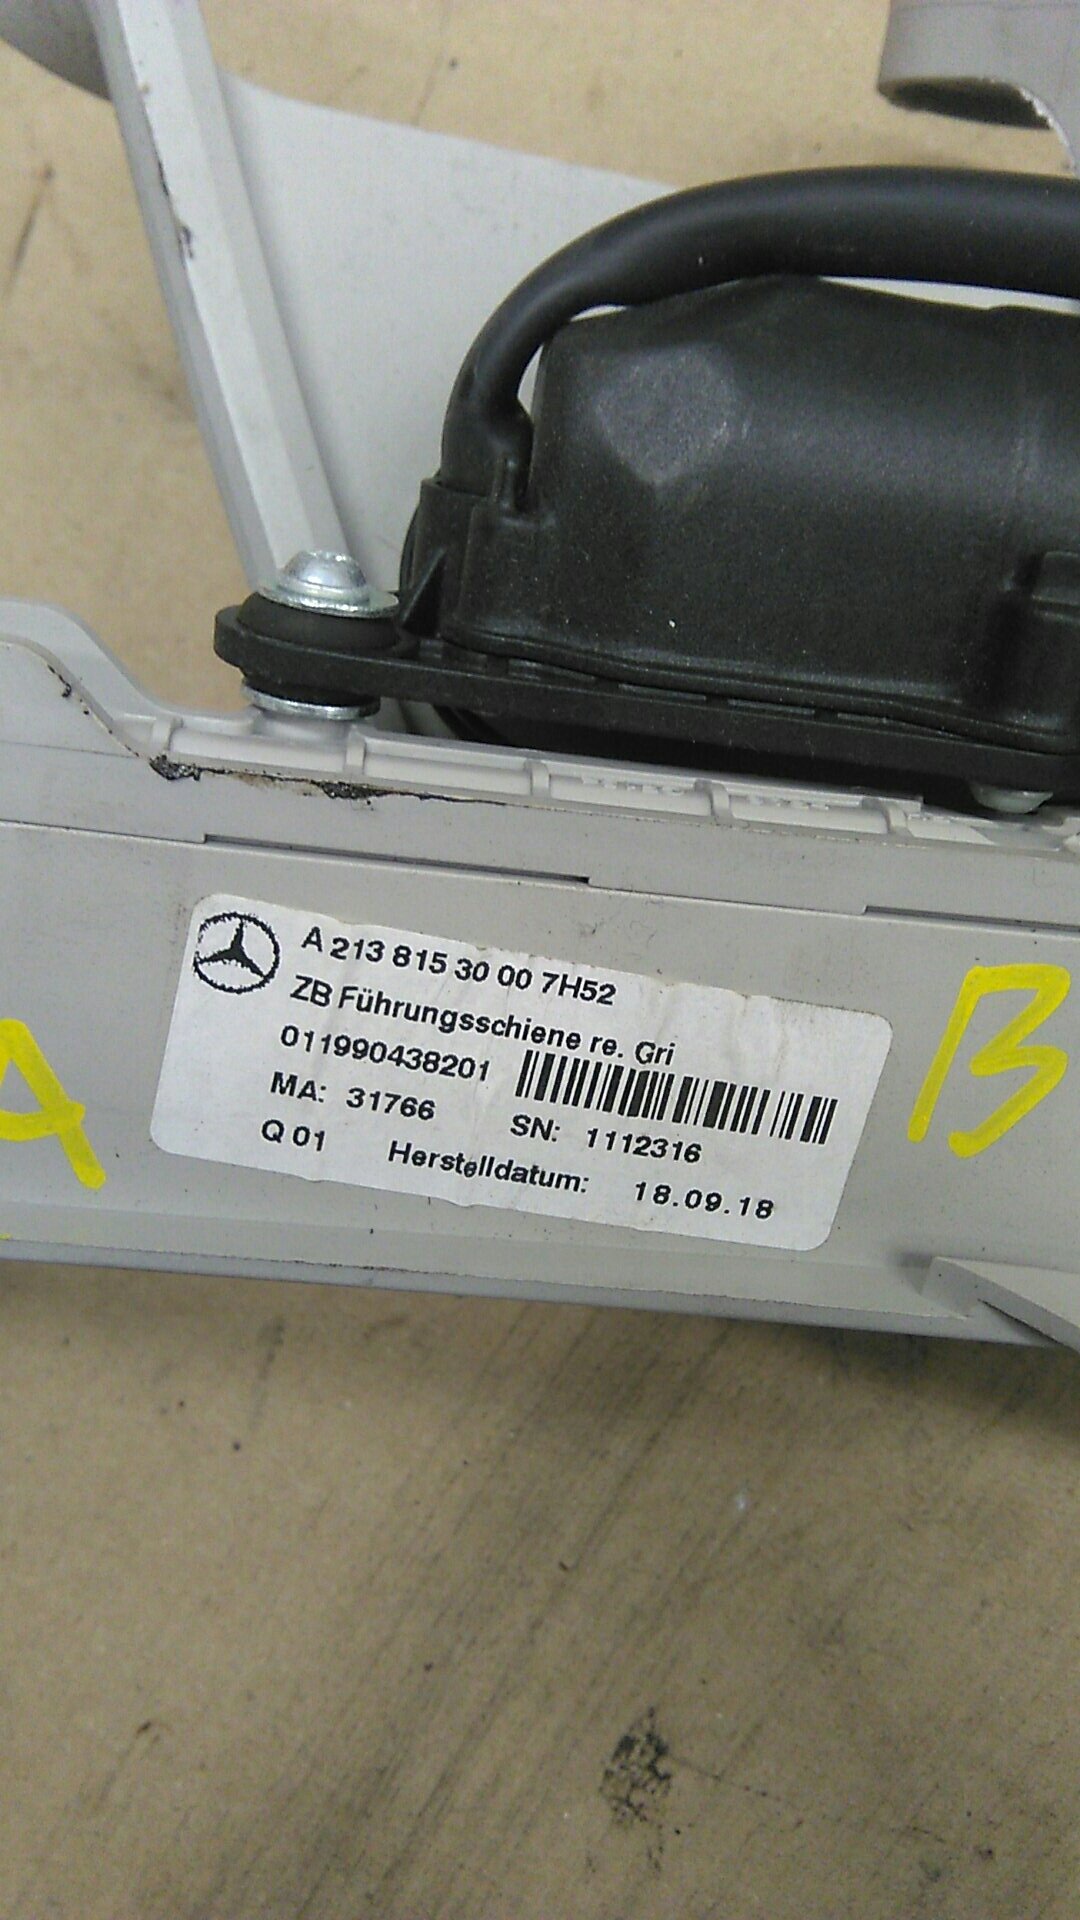 A 213 815 30 00 7H52
ZB Führungsschiene re. Gri
011990438201
MA: 31766
SN: 1112316
Q 01
Herstelldatum: 18.09.18
A
B